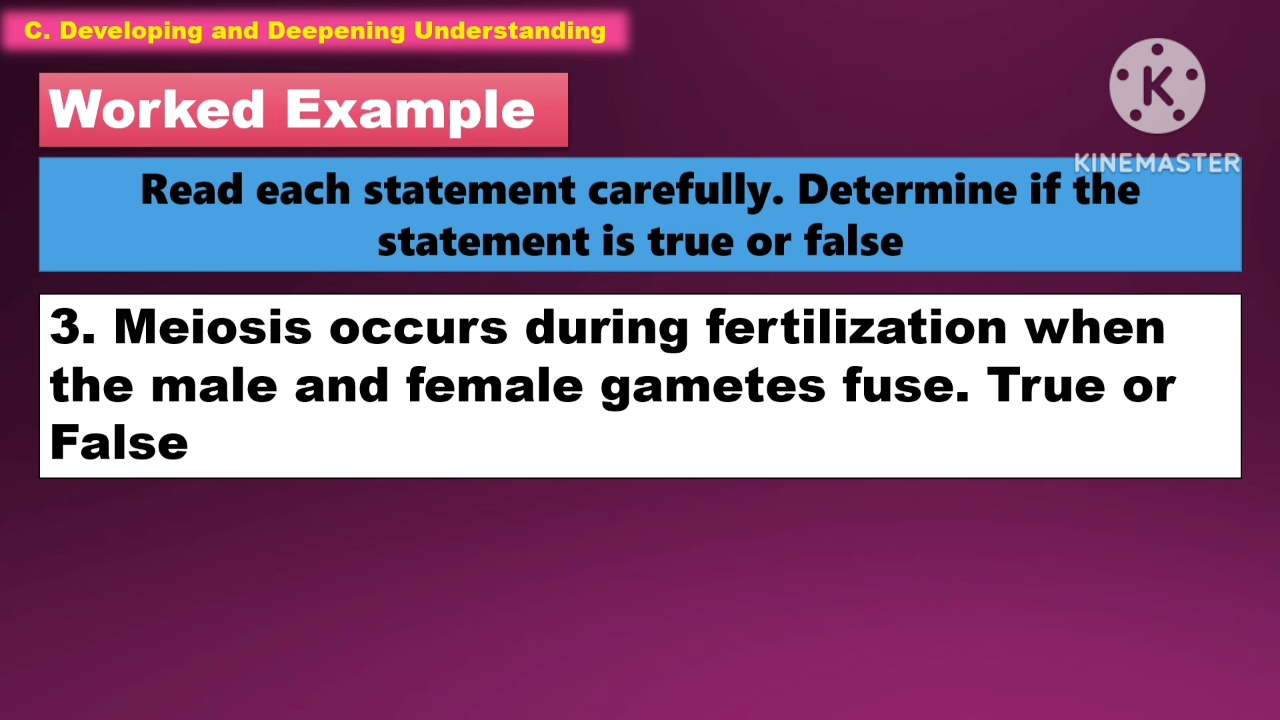 C. Developing and Deepening Understanding
Worked Example
K
KINEMASTER
Read each statement carefully. Determine if the
statement is true or false
3. Meiosis occurs during fertilization when
the male and female gametes fuse. True or
False